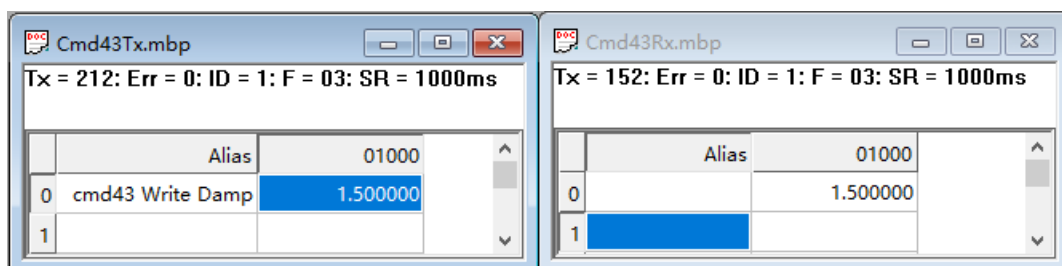 Cmd43Tx.mbp
Tx = 212: Err = 0: ID = 1: F = 03: SR = 1000ms
Alias 01000
0 cmd43 Write Damp 1.500000
1
Cmd43Rx.mbp
Tx = 152: Err = 0: ID = 1: F = 03: SR = 1000ms
Alias 01000
0 1.500000
1